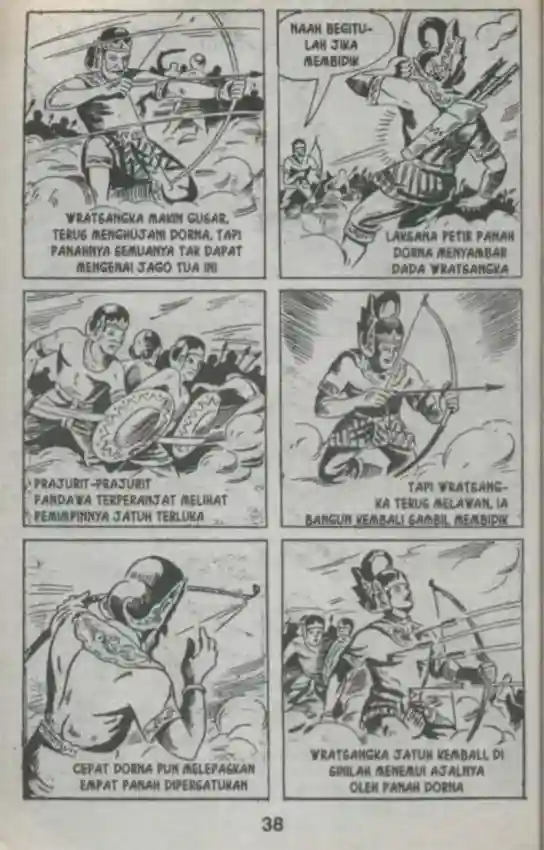 WRATSANGKA MAKIN GUSAR,
TERUS MENGHUJANI DORNA, TAPI
PANAHNYA SEMUANYA TAK DAPAT
MENGENAI JAGO TUA INI
NAAH BEGITU-
LAH JIKA
MEMBIDIK
LAKSANA PETIR PANAH
DORNA MENYAMBAR
DADA WRATSANGKA
PRAJURIT-PRAJURIT
PANDAWA TERPERANJAT MELIHAT
PEMIMPINNYA JATUH TERLUKA
TAPI WRATSANG-
KA TERUS MELAWAN, IA
BANGUN KEMBALI SAMBIL MEMBIDIK
CEPAT DORNA PUN MELEPASKAN
EMPAT PANAH DIPERSATUKAN
WRATSANGKA JATUH KEMBALI, DI
SINILAH MENEMUI AJALNYA
OLEH PANAH DORNA
38